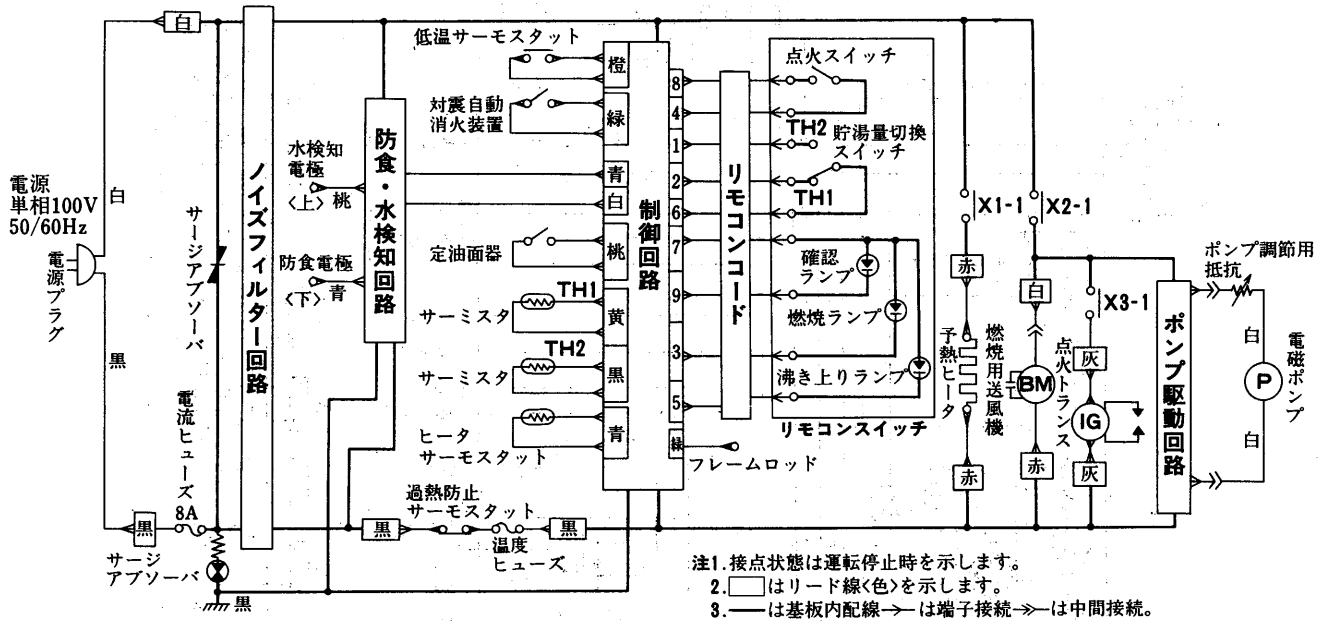 電源
単相100V
50/60Hz
電源プラグ
白
白
黒
黒
電流ヒューズ
8A
サージアブソーバ
サージ
アブソーバ
黒
ノイズフィルター回路
水検知
電極
〈上〉桃
防食電極
〈下〉青
防食・水検知回路
低温サーモスタット
橙
対震自動
消火装置
緑
青
白
定油面器
桃
TH1
サーミスタ
黄
TH2
サーミスタ
黒
ヒータ
サーモスタット
青
制御回路
8
4
1
2
6
7
9
3
5
緑
フレームロッド
過熱防止
サーモスタット
黒
温度
ヒューズ
黒
リモコンコード
点火スイッチ
TH2
貯湯量切換
スイッチ
TH1
確認
ランプ
燃焼ランプ
沸き上りランプ
リモコンスイッチ
X1-1
赤
予熱ヒータ
赤
X2-1
白
燃焼用送風機
BM
赤
X3-1
灰
点火トランス
IG
灰
ポンプ駆動回路
ポンプ調節用
抵抗
白
P
電磁ポンプ
白
注1.接点状態は運転停止時を示します。
2.□はリード線〈色〉を示します。
3.━━は基板内配線→は端子接続→≻は中間接続。